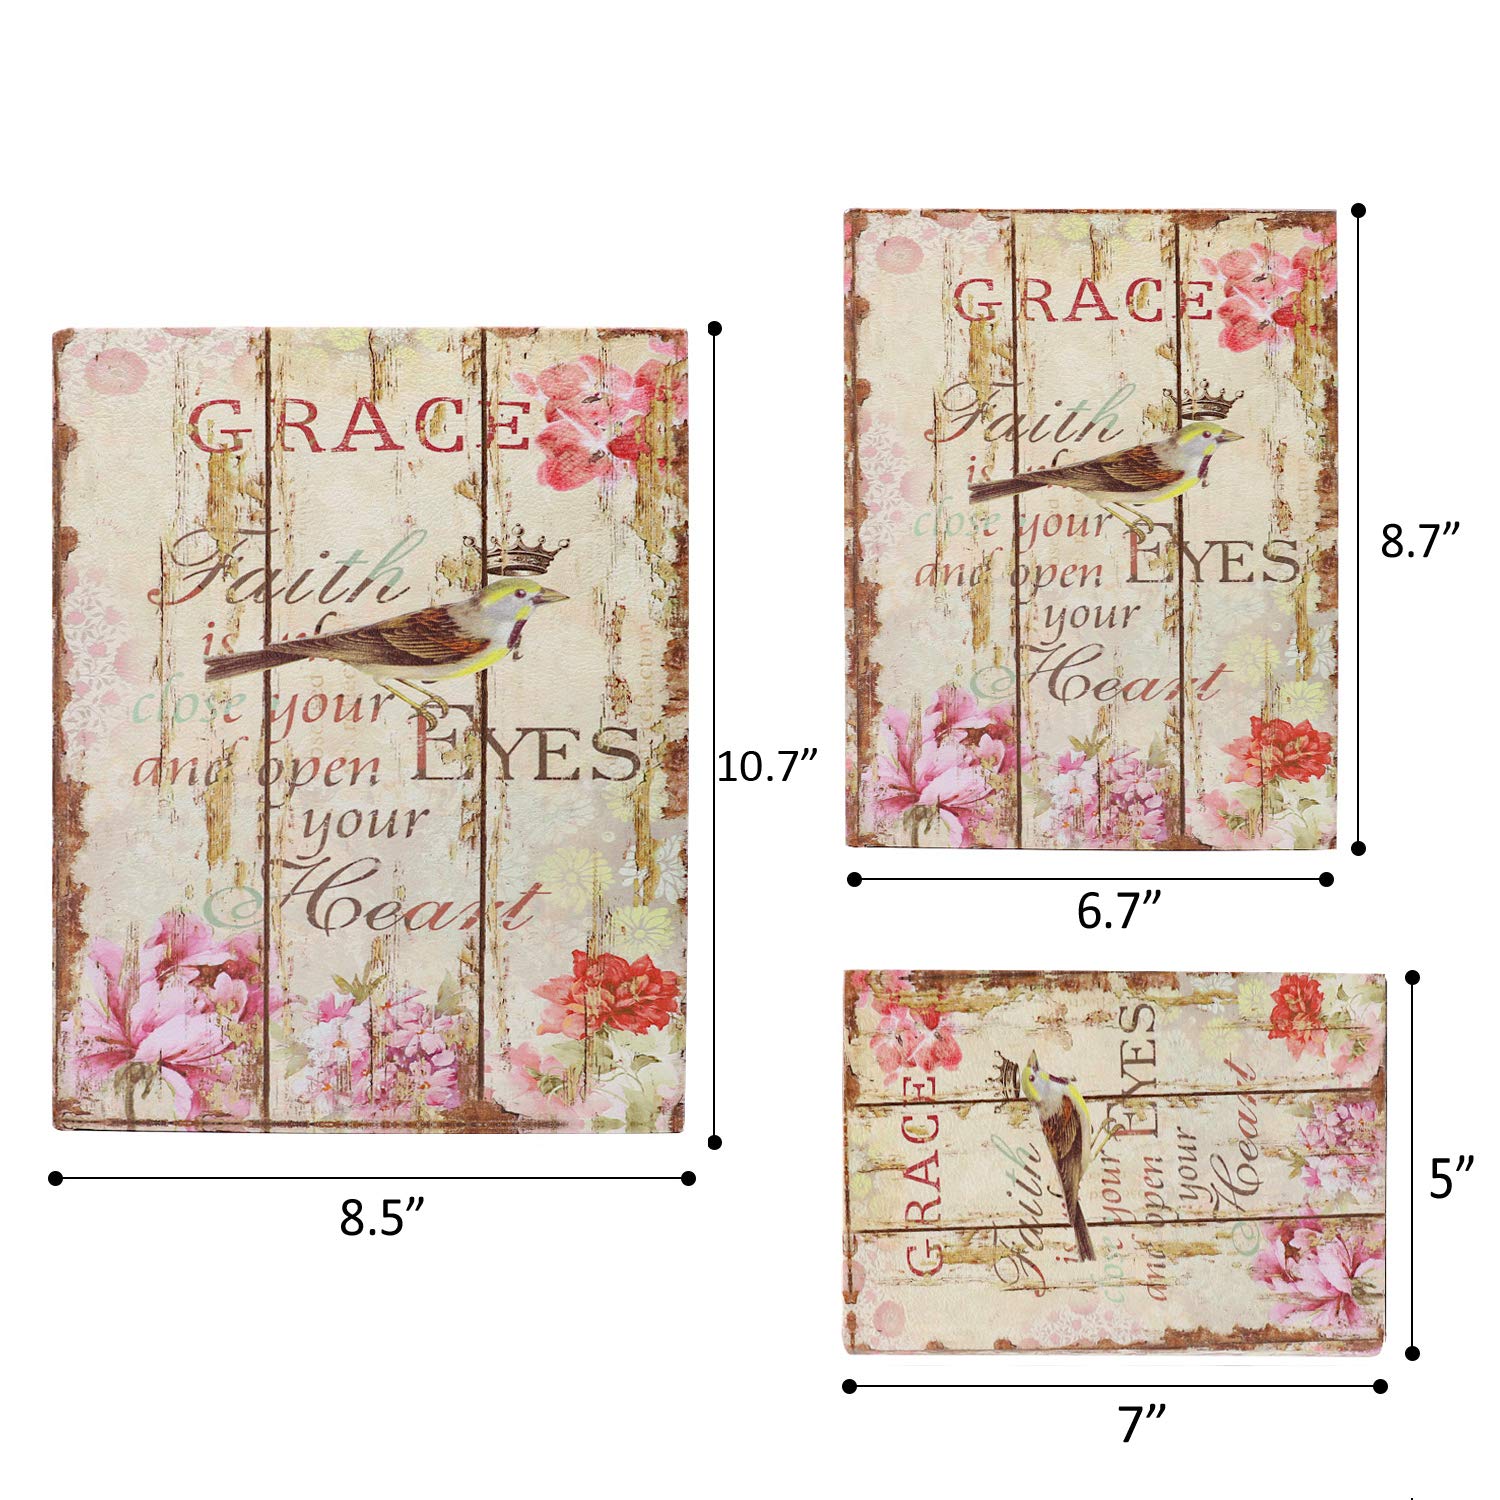 GRACE
Faith
is
close your
and open EYES
your
Heart
10.7”
8.5”
GRACE
Faith
is
close your
and open EYES
your
Heart
8.7”
6.7”
GRACE
Faith
is
close your
and open EYES
your
Heart
5”
7”